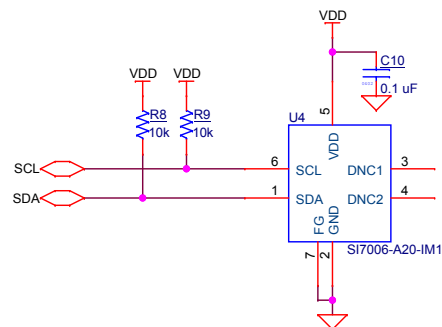 VDD
C10
0.1 uF
VDD
VDD
R8
10k
R9
10k
U4
5
VDD
SCL
6
SCL
DNC1
3
SDA
1
SDA
DNC2
4
FG
GND
SI7006-A20-IM1
7
2